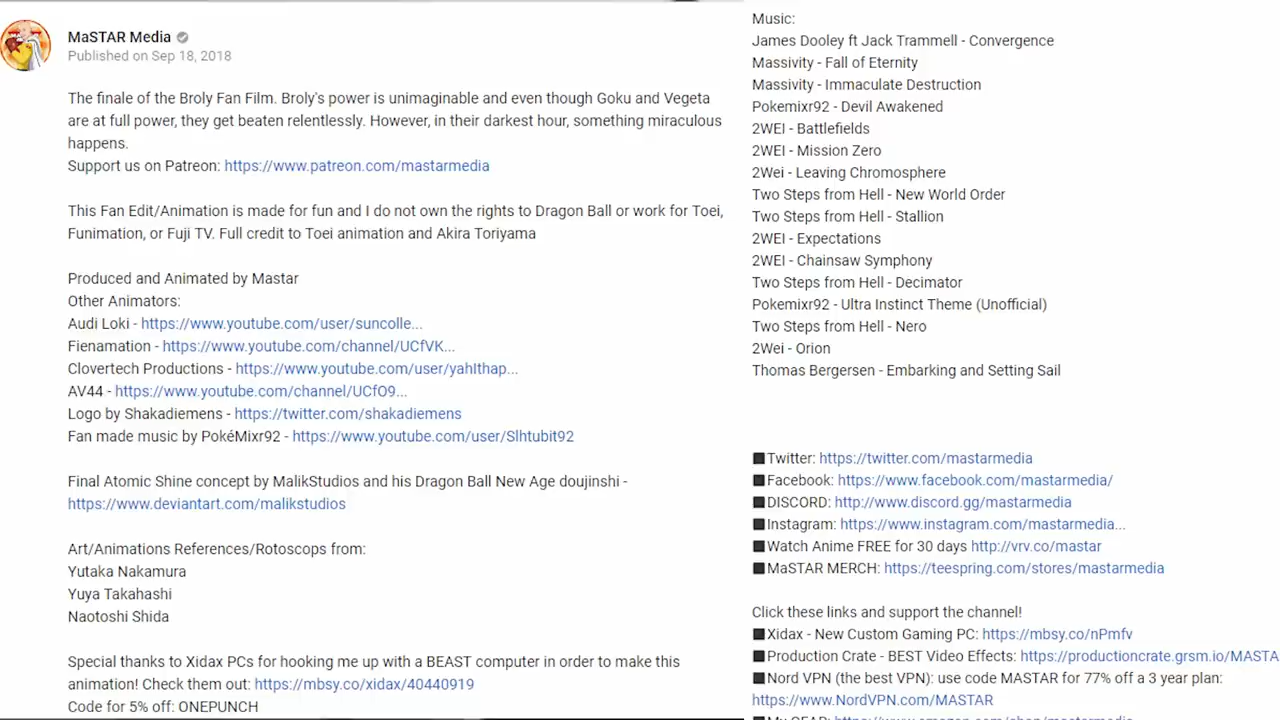 MaSTAR Media
Published on Sep 18, 2018
The finale of the Broly Fan Film. Broly's power is unimaginable and even though Goku and Vegeta
are at full power, they get beaten relentlessly. However, in their darkest hour, something miraculous
happens.
Support us on Patreon: https://www.patreon.com/mastarmedia
This Fan Edit/Animation is made for fun and I do not own the rights to Dragon Ball or work for Toei,
Funimation, or Fuji TV. Full credit to Toei animation and Akira Toriyama
Produced and Animated by Mastar
Other Animators:
Audi Loki - https://www.youtube.com/user/suncolle...
Fienamation - https://www.youtube.com/channel/UCfVK...
Clovertech Productions - https://www.youtube.com/user/yahIthap...
AV44 - https://www.youtube.com/channel/UCfO9...
Logo by Shakadiemens - https://twitter.com/shakadiemens
Fan made music by PokéMixr92 - https://www.youtube.com/user/Slhtubit92
Final Atomic Shine concept by MalikStudios and his Dragon Ball New Age doujinshi -
https://www.deviantart.com/malikstudios
Art/Animations References/Rotoscops from:
Yutaka Nakamura
Yuya Takahashi
Naotoshi Shida
Special thanks to Xidax PCs for hooking me up with a BEAST computer in order to make this
animation! Check them out: https://mbsy.co/xidax/40440919
Code for 5% off: ONEPUNCH
Music:
James Dooley ft Jack Trammell - Convergence
Massivity - Fall of Eternity
Massivity - Immaculate Destruction
Pokemixr92 - Devil Awakened
2WEI - Battlefields
2WEI - Mission Zero
2Wei - Leaving Chromosphere
Two Steps from Hell - New World Order
Two Steps from Hell - Stallion
2WEI - Expectations
2WEI - Chainsaw Symphony
Two Steps from Hell - Decimator
Pokemixr92 - Ultra Instinct Theme (Unofficial)
Two Steps from Hell - Nero
2Wei - Orion
Thomas Bergersen - Embarking and Setting Sail
■Twitter: https://twitter.com/mastarmedia
■Facebook: https://www.facebook.com/mastarmedia/
■DISCORD: http://www.discord.gg/mastarmedia
■Instagram: https://www.instagram.com/mastarmedia...
■Watch Anime FREE for 30 days http://vrv.co/mastar
■MaSTAR MERCH: https://teespring.com/stores/mastarmedia
Click these links and support the channel!
■Xidax - New Custom Gaming PC: https://mbsy.co/nPmfv
■Production Crate - BEST Video Effects: https://productioncrate.grsm.io/MASTA
■Nord VPN (the best VPN): use code MASTAR for 77% off a 3 year plan:
https://www.NordVPN.com/MASTAR